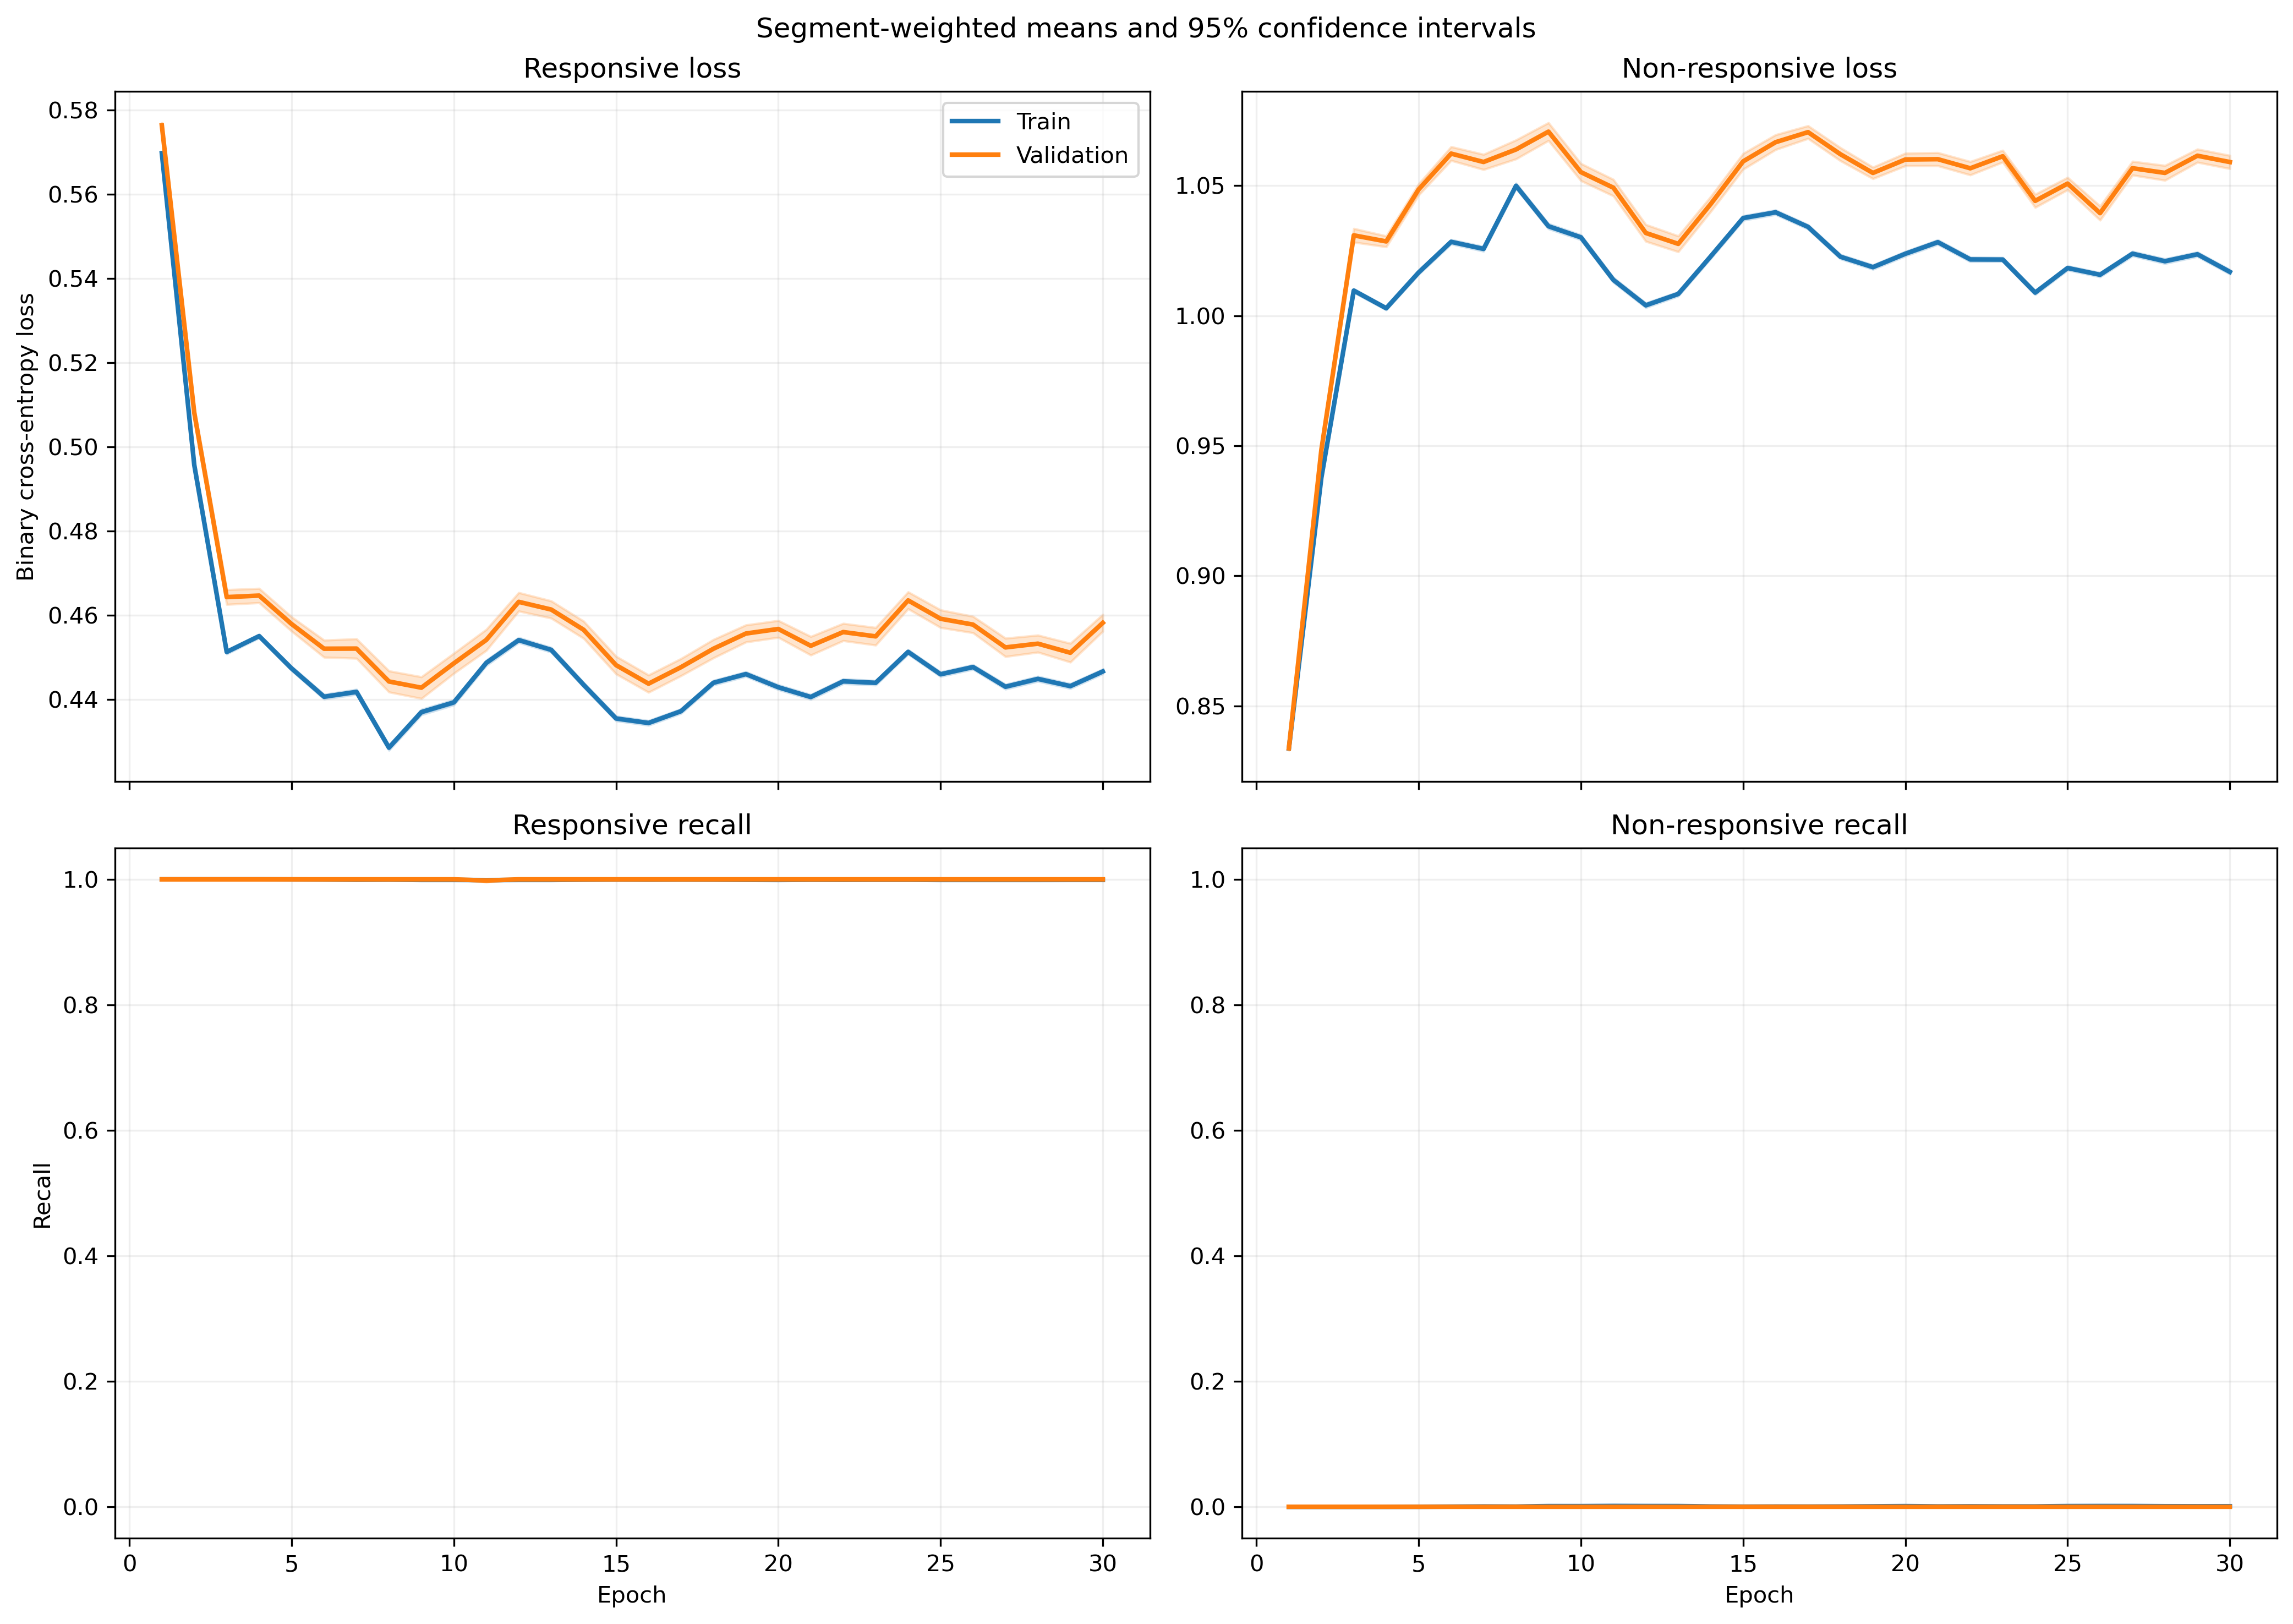 Segment-weighted means and 95% confidence intervals
Responsive loss
Non-responsive loss
Binary cross-entropy loss
0.58
0.56
0.54
0.52
0.50
0.48
0.46
0.44
Train
Validation
1.05
1.00
0.95
0.90
0.85
Responsive recall
Non-responsive recall
Recall
1.0
0.8
0.6
0.4
0.2
0.0
0 5 10 15 20 25 30
Epoch
1.0
0.8
0.6
0.4
0.2
0.0
0 5 10 15 20 25 30
Epoch